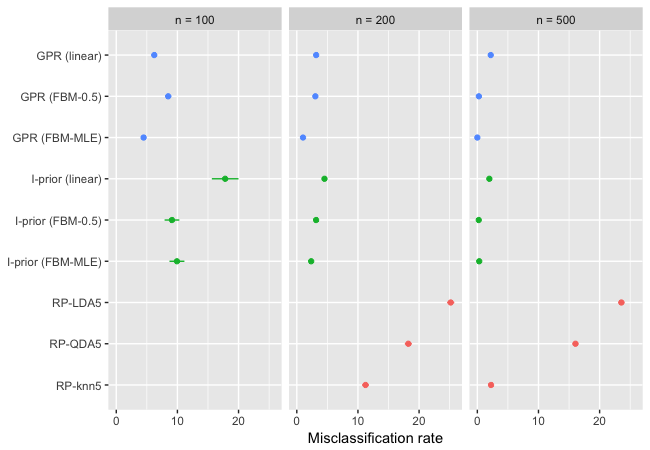 n = 100 n = 200 n = 500
GPR (linear)
GPR (FBM-0.5)
GPR (FBM-MLE)
I-prior (linear)
I-prior (FBM-0.5)
I-prior (FBM-MLE)
RP-LDA5
RP-QDA5
RP-knn5
0 10 20 0 10 20 0 10 20
Misclassification rate